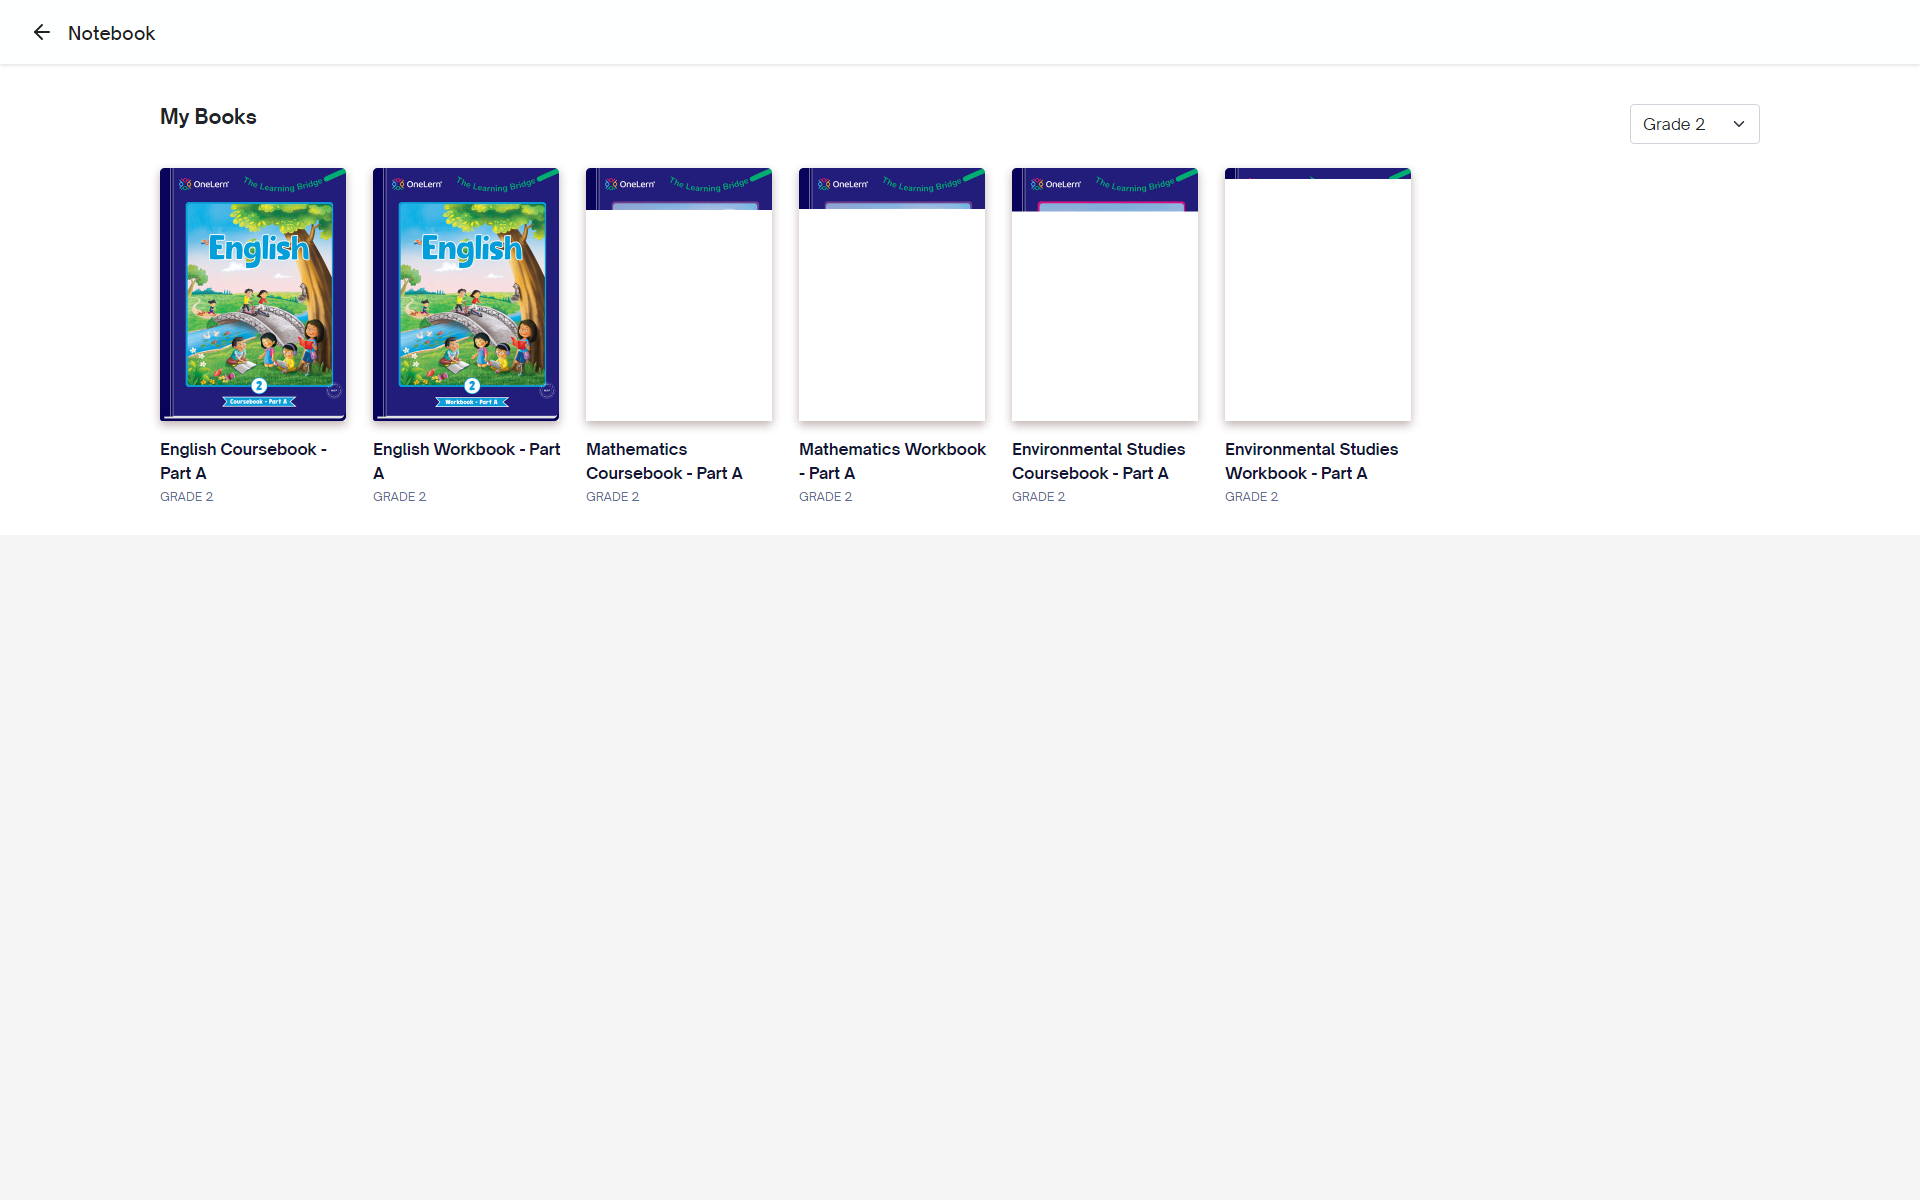 Notebook
My Books
Grade 2
OneLern
The Learning Bridge
English
2
Coursebook - Part A
English Coursebook -
Part A
GRADE 2
OneLern
The Learning Bridge
English
2
Workbook - Part A
English Workbook - Part
A
GRADE 2
OneLern
The Learning Bridge
Mathematics
Coursebook - Part A
GRADE 2
OneLern
The Learning Bridge
Mathematics Workbook
- Part A
GRADE 2
OneLern
The Learning Bridge
Environmental Studies
Coursebook - Part A
GRADE 2
Environmental Studies
Workbook - Part A
GRADE 2